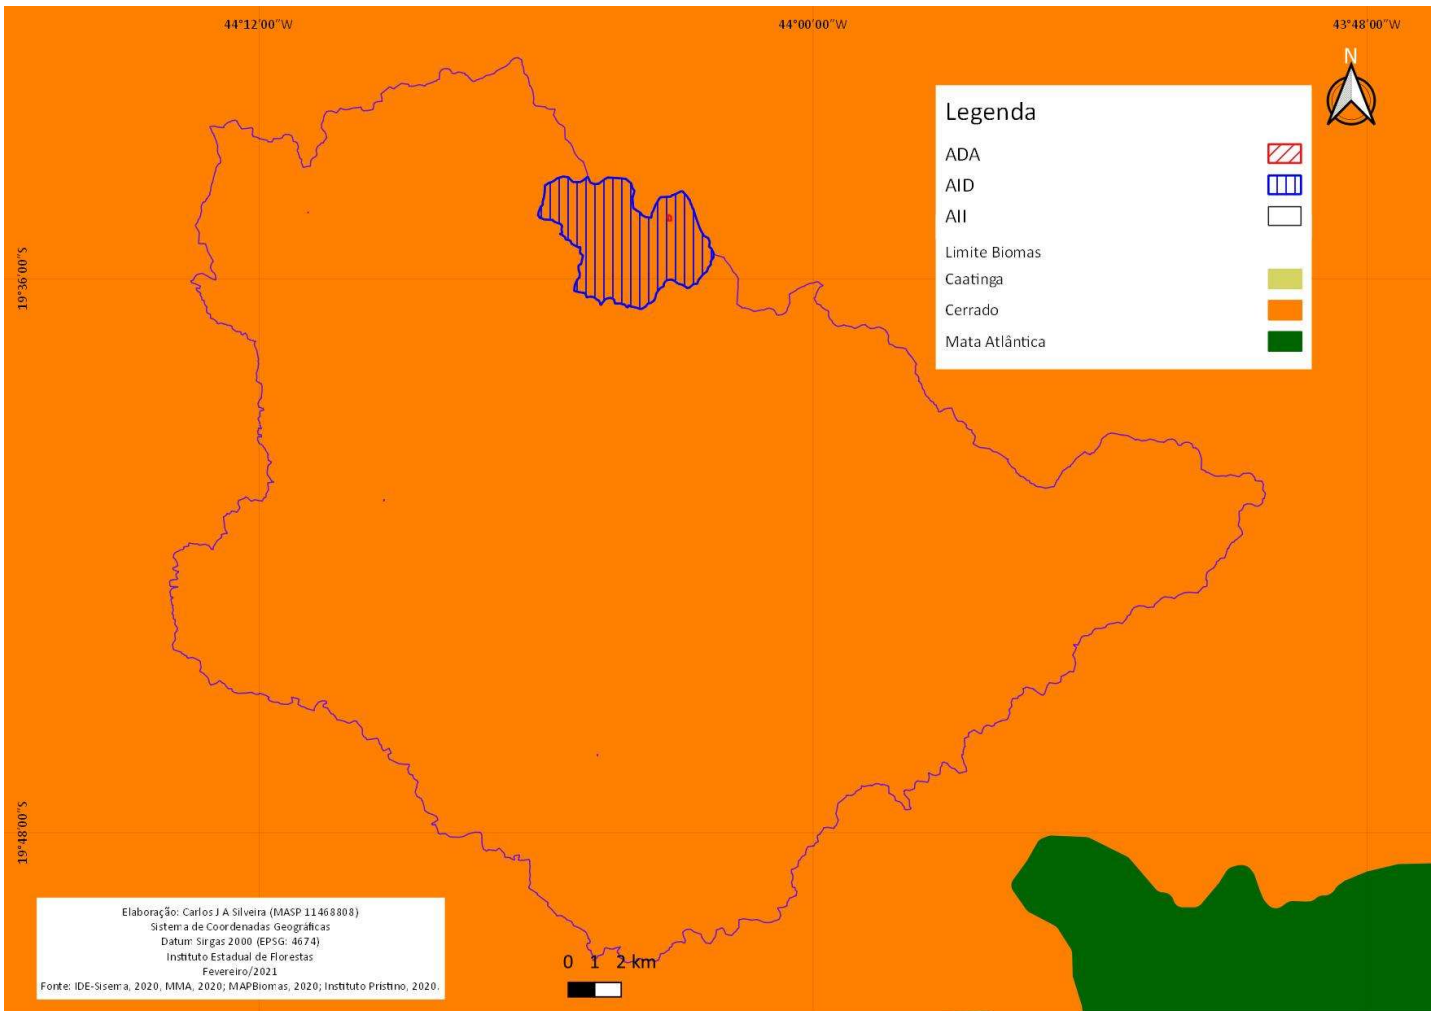 44°12'00"W
44°00'00"W
43°48'00"W
N
Legenda
ADA
AID
AII
Limite Biomas
Caatinga
Cerrado
Mata Atlântica
19°36'00"S
19°48'00"S
Elaboração: Carlos J A Silveira (MASP 11468808)
Sistema de Coordenadas Geográficas
Datum Sirgas 2000 (EPSG: 4674)
Instituto Estadual de Florestas
Fevereiro/2021
Fonte: IDE-Sisema, 2020, MMA, 2020; MAPBiomas, 2020; Instituto Prístino, 2020.
0 1 2 km